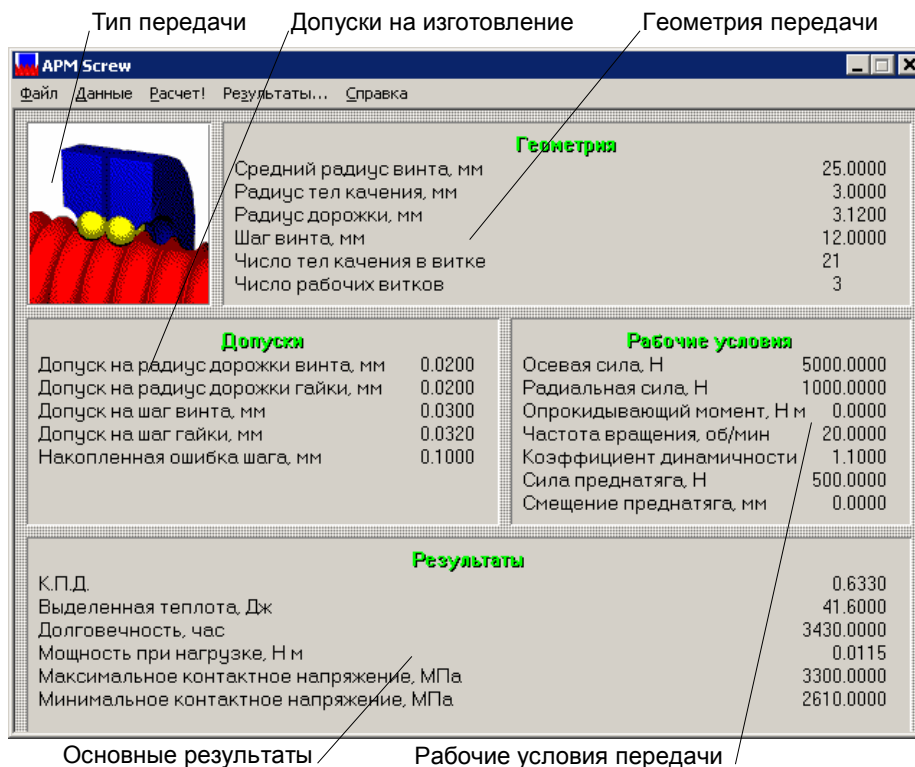 Тип передачи Допуски на изготовление Геометрия передачи
APM Screw
Файл Данные Расчет! Результаты... Справка
Геометрия
Средний радиус винта, мм 25.0000
Радиус тел качения, мм 3.0000
Радиус дорожки, мм 3.1200
Шаг винта, мм 12.0000
Число тел качения в витке 21
Число рабочих витков 3
Допуски
Допуск на радиус дорожки винта, мм 0.0200
Допуск на радиус дорожки гайки, мм 0.0200
Допуск на шаг винта, мм 0.0300
Допуск на шаг гайки, мм 0.0320
Накопленная ошибка шага, мм 0.1000
Рабочие условия
Осевая сила, Н 5000.0000
Радиальная сила, Н 1000.0000
Опрокидывающий момент, Н м 0.0000
Частота вращения, об/мин 20.0000
Коэффициент динамичности 1.1000
Сила преднатяга, Н 500.0000
Смещение преднатяга, мм 0.0000
Результаты
К.П.Д. 0.6330
Выделенная теплота, Дж 41.6000
Долговечность, час 3430.0000
Мощность при нагрузке, Н м 0.0115
Максимальное контактное напряжение, МПа 3300.0000
Минимальное контактное напряжение, МПа 2610.0000
Основные результаты Рабочие условия передачи